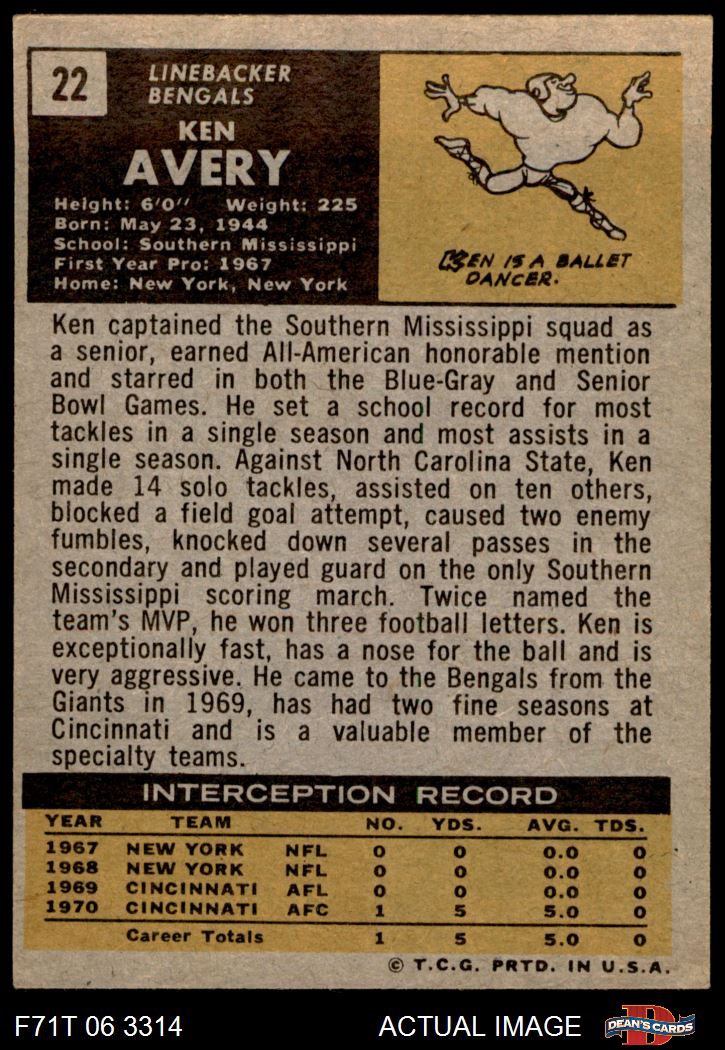 22
LINEBACKER
BENGALS
KEN
AVERY
Height: 6'0" Weight: 225
Born: May 23, 1944
School: Southern Mississippi
First Year Pro: 1967
Home: New York, New York
KEN IS A BALLET
DANCER.
Ken captained the Southern Mississippi squad as
a senior, earned All-American honorable mention
and starred in both the Blue-Gray and Senior
Bowl Games. He set a school record for most
tackles in a single season and most assists in a
single season. Against North Carolina State, Ken
made 14 solo tackles, assisted on ten others,
blocked a field goal attempt, caused two enemy
fumbles, knocked down several passes in the
secondary and played guard on the only Southern
Mississippi scoring march. Twice named the
team's MVP, he won three football letters. Ken is
exceptionally fast, has a nose for the ball and is
very aggressive. He came to the Bengals from the
Giants in 1969, has had two fine seasons at
Cincinnati and is a valuable member of the
specialty teams.
INTERCEPTION RECORD
YEAR TEAM NO. YDS. AVG. TDS.
1967 NEW YORK NFL 0 0 0.0 0
1968 NEW YORK NFL 0 0 0.0 0
1969 CINCINNATI AFL 0 0 0.0 0
1970 CINCINNATI AFC 1 5 5.0 0
Career Totals 1 5 5.0 0
© T.C.G. PRTD. IN U.S.A.
F71T 06 3314 ACTUAL IMAGE
D
DEAN'S CARDS